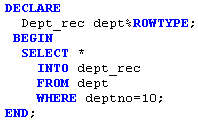 DECLARE
Dept_rec dept%ROWTYPE;
BEGIN
SELECT *
INTO dept_rec
FROM dept
WHERE deptno=10;
END;